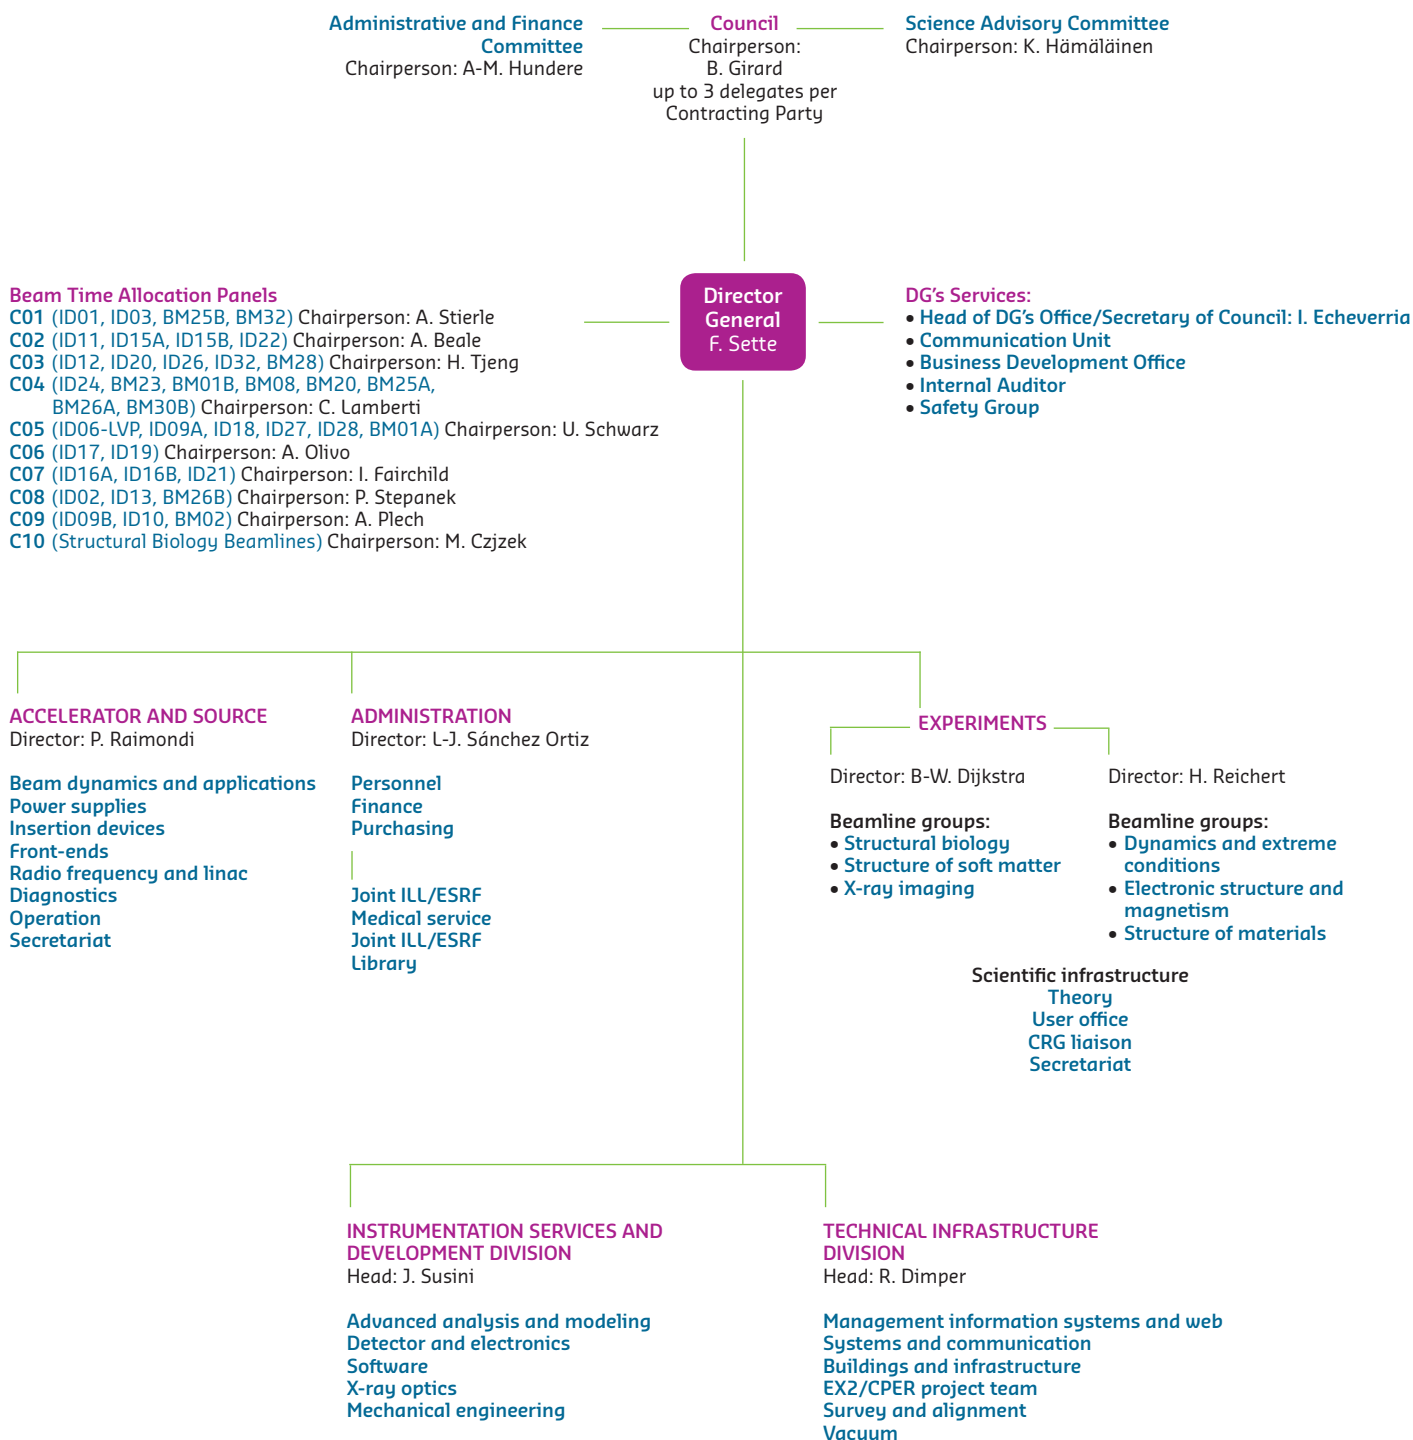 Administrative and Finance
Committee
Chairperson: A-M. Hundere
Council
Chairperson:
B. Girard
up to 3 delegates per
Contracting Party
Science Advisory Committee
Chairperson: K. Hämäläinen
Beam Time Allocation Panels
C01 (ID01, ID03, BM25B, BM32) Chairperson: A. Stierle
C02 (ID11, ID15A, ID15B, ID22) Chairperson: A. Beale
C03 (ID12, ID20, ID26, ID32, BM28) Chairperson: H. Tjeng
C04 (ID24, BM23, BM01B, BM08, BM20, BM25A,
BM26A, BM30B) Chairperson: C. Lamberti
C05 (ID06-LVP, ID09A, ID18, ID27, ID28, BM01A) Chairperson: U. Schwarz
C06 (ID17, ID19) Chairperson: A. Olivo
C07 (ID16A, ID16B, ID21) Chairperson: I. Fairchild
C08 (ID02, ID13, BM26B) Chairperson: P. Stepanek
C09 (ID09B, ID10, BM02) Chairperson: A. Plech
C10 (Structural Biology Beamlines) Chairperson: M. Czjzek
Director
General
F. Sette
DG's Services:
• Head of DG's Office/Secretary of Council: I. Echeverria
• Communication Unit
• Business Development Office
• Internal Auditor
• Safety Group
ACCELERATOR AND SOURCE
Director: P. Raimondi
Beam dynamics and applications
Power supplies
Insertion devices
Front-ends
Radio frequency and linac
Diagnostics
Operation
Secretariat
ADMINISTRATION
Director: L-J. Sánchez Ortiz
Personnel
Finance
Purchasing
Joint ILL/ESRF
Medical service
Joint ILL/ESRF
Library
EXPERIMENTS
Director: B-W. Dijkstra
Beamline groups:
• Structural biology
• Structure of soft matter
• X-ray imaging
Director: H. Reichert
Beamline groups:
• Dynamics and extreme
conditions
• Electronic structure and
magnetism
• Structure of materials
Scientific infrastructure
Theory
User office
CRG liaison
Secretariat
INSTRUMENTATION SERVICES AND
DEVELOPMENT DIVISION
Head: J. Susini
Advanced analysis and modeling
Detector and electronics
Software
X-ray optics
Mechanical engineering
TECHNICAL INFRASTRUCTURE
DIVISION
Head: R. Dimper
Management information systems and web
Systems and communication
Buildings and infrastructure
EX2/CPER project team
Survey and alignment
Vacuum